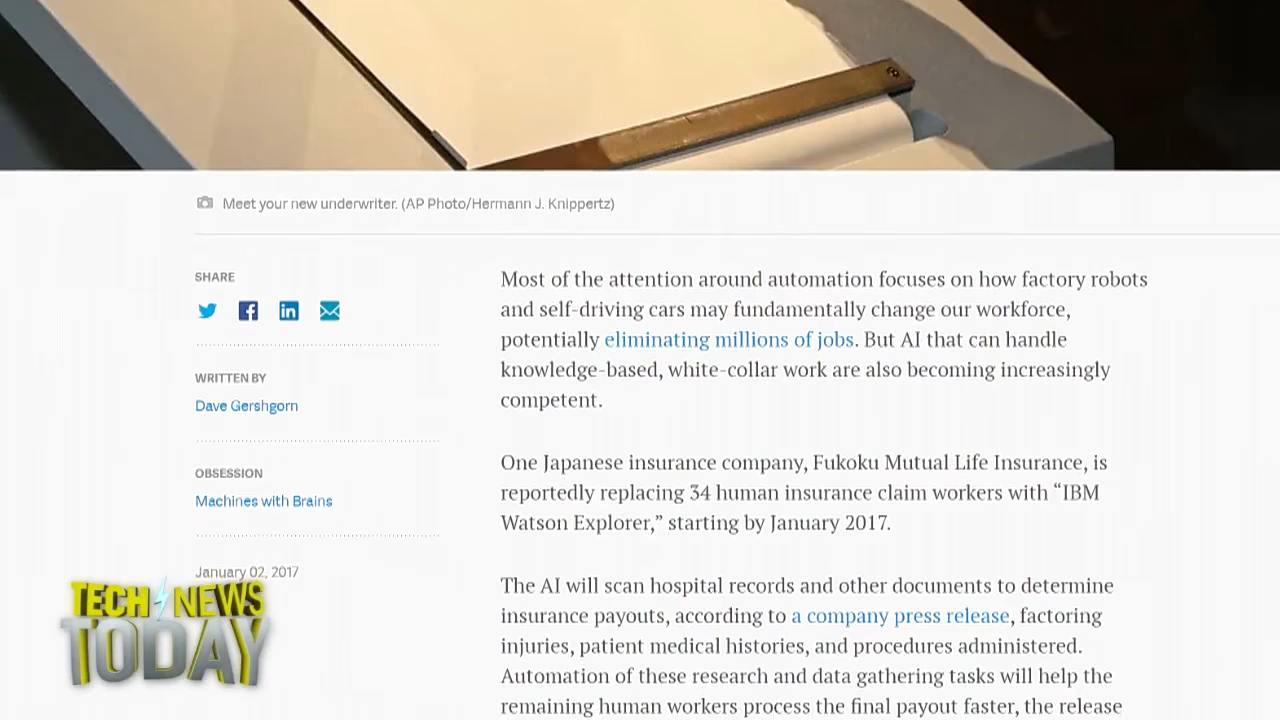 Meet your new underwriter. (AP Photo/Hermann J. Knippertz)
SHARE
WRITTEN BY
Dave Gershgorn
OBSESSION
Machines with Brains
January 02, 2017
Most of the attention around automation focuses on how factory robots
and self-driving cars may fundamentally change our workforce,
potentially eliminating millions of jobs. But AI that can handle
knowledge-based, white-collar work are also becoming increasingly
competent.
One Japanese insurance company, Fukoku Mutual Life Insurance, is
reportedly replacing 34 human insurance claim workers with “IBM
Watson Explorer,” starting by January 2017.
The AI will scan hospital records and other documents to determine
insurance payouts, according to a company press release, factoring
injuries, patient medical histories, and procedures administered.
Automation of these research and data gathering tasks will help the
remaining human workers process the final payout faster, the release
TECH NEWS
TODAY